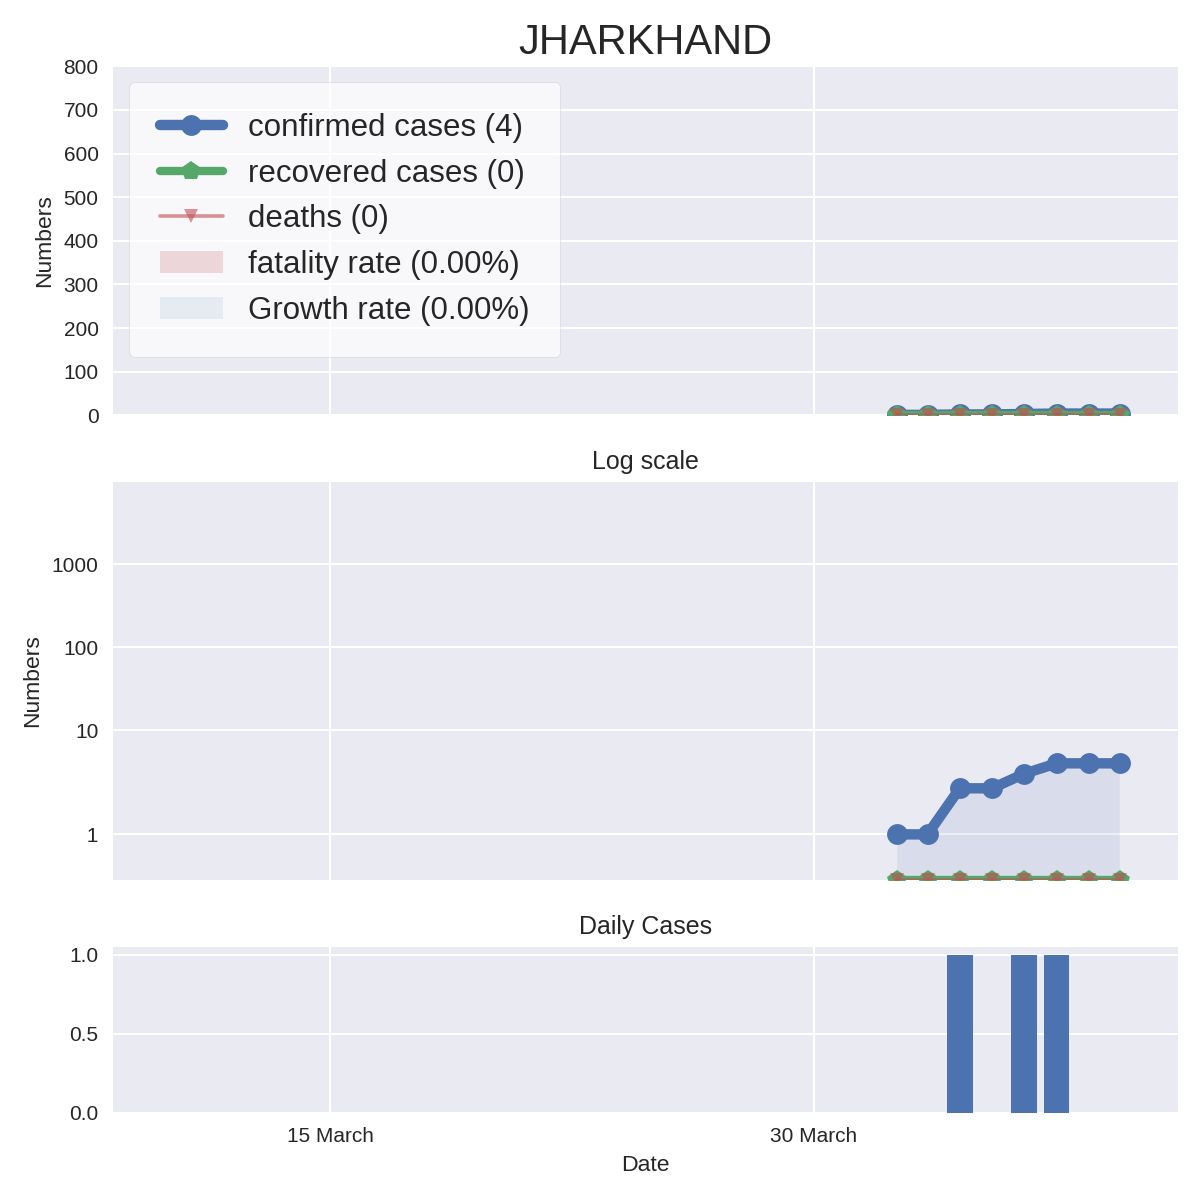 JHARKHAND
800
700
600
500
400
300
200
100
0
Numbers
confirmed cases (4)
recovered cases (0)
deaths (0)
fatality rate (0.00%)
Growth rate (0.00%)
Log scale
1000
100
10
1
Numbers
Daily Cases
1.0
0.5
0.0
15 March
30 March
Date